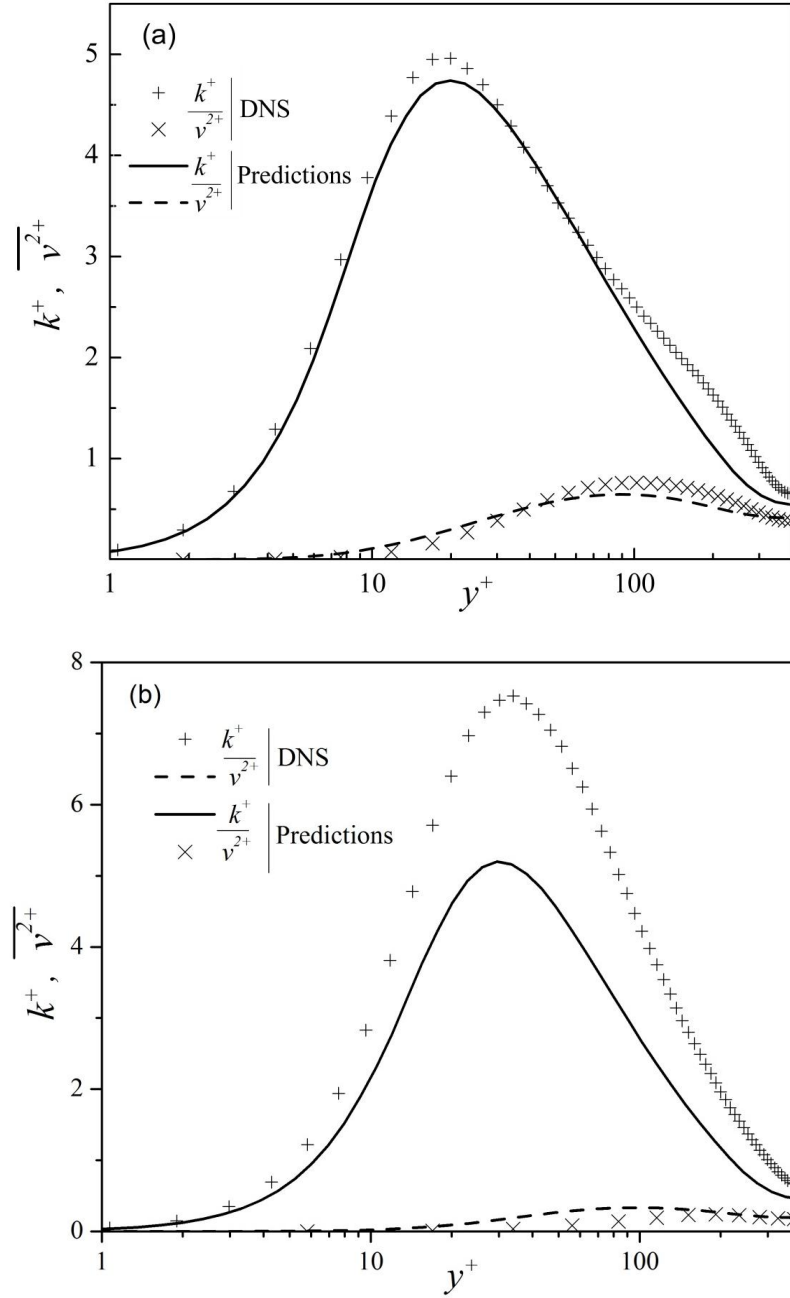 (a)
k⁺
v²⁺
DNS
k⁺
v²⁺
Predictions
k⁺, v²⁺
5
4
3
2
1
1 10 100
y⁺
(b)
k⁺
v²⁺
DNS
k⁺
v²⁺
Predictions
k⁺, v²⁺
8
6
4
2
0
1 10 100
y⁺